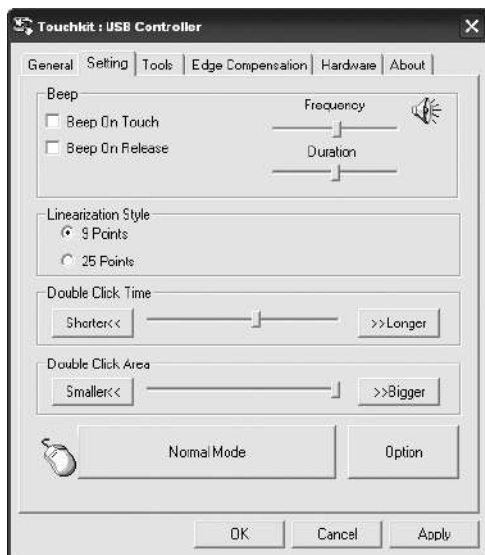 Touchkit : USB Controller
General Setting Tools Edge Compensation Hardware About
Beep
Beep On Touch
Beep On Release
Frequency
Duration
Linearization Style
9 Points
25 Points
Double Click Time
Shorter<< >>Longer
Double Click Area
Smaller<< >>Bigger
Normal Mode Option
OK Cancel Apply